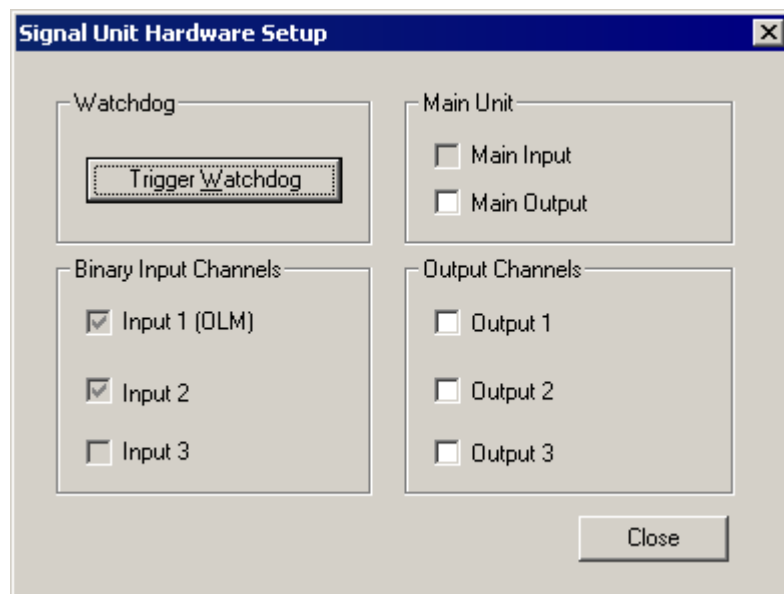 Signal Unit Hardware Setup
Watchdog
Trigger Watchdog
Main Unit
Main Input
Main Output
Binary Input Channels
Input 1 (OLM)
Input 2
Input 3
Output Channels
Output 1
Output 2
Output 3
Close